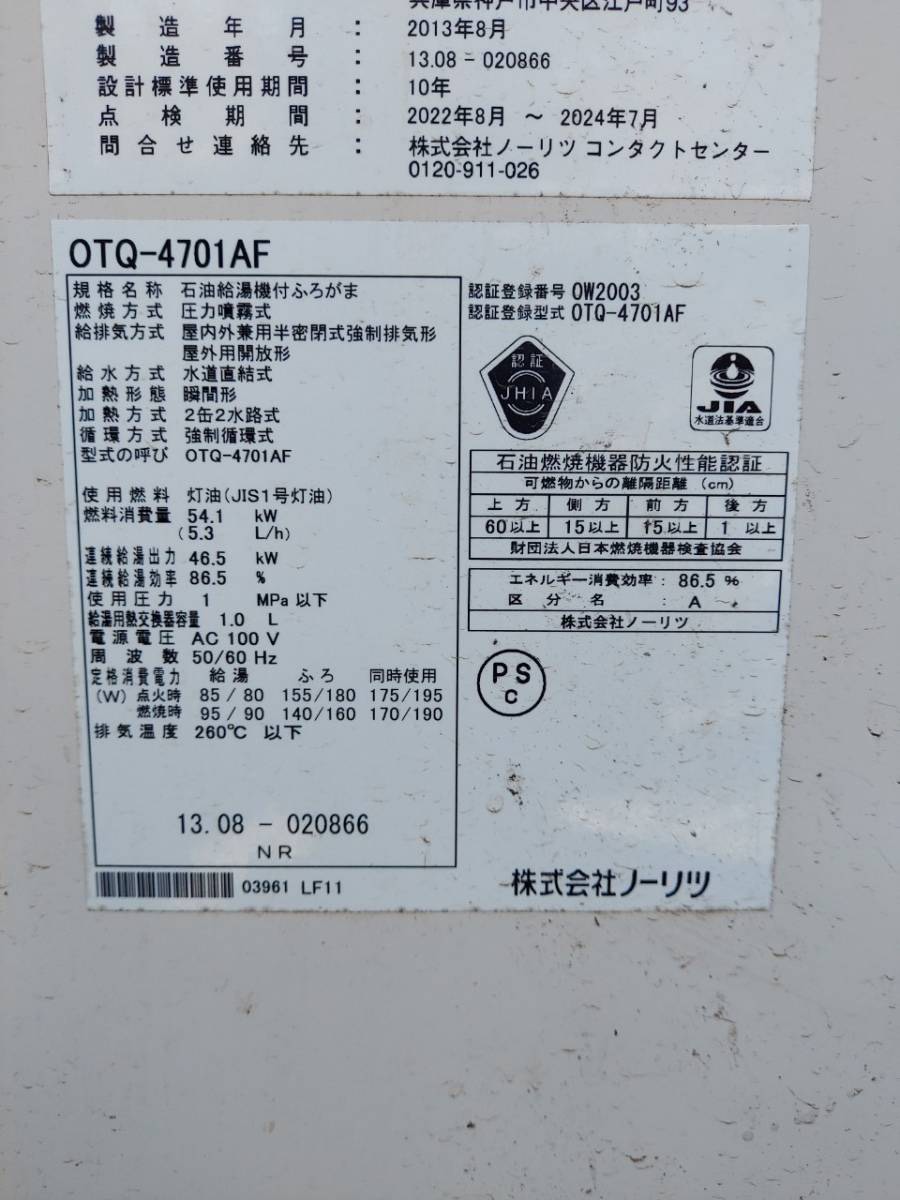 兵庫県神戸市中央区江戸町93
製造年月 : 2013年8月
製造番号 : 13.08 - 020866
設計標準使用期間 : 10年
点検期間 : 2022年8月 ～ 2024年7月
問合せ連絡先 : 株式会社ノーリツ コンタクトセンター
0120-911-026
OTQ-4701AF
規格名称 石油給湯機付ふろがま
燃焼方式 圧力噴霧式
給排気方式 屋内外兼用半密閉式強制排気形
屋外用開放形
給水方式 水道直結式
加熱形態 瞬間形
加熱方式 2缶2水路式
循環方式 強制循環式
型式の呼び OTQ-4701AF
使用燃料 灯油(JIS1号灯油)
燃料消費量 54.1 kW
(5.3 L/h)
連続給湯出力 46.5 kW
連続給湯効率 86.5 %
使用圧力 1 MPa 以下
給湯用熱交換器容量 1.0 L
電源電圧 AC 100 V
周波数 50/60 Hz
定格消費電力 給湯 ふろ 同時使用
(W) 点火時 85/80 155/180 175/195
燃焼時 95/90 140/160 170/190
排気温度 260℃ 以下
13.08 - 020866
NR
03961 LF11
認証登録番号 OW2003
認証登録型式 OTQ-4701AF
認証
JHIA
JIA
水道法基準適合
石油燃焼機器防火性能認証
可燃物からの離隔距離 (cm)
上方 側方 前方 後方
60以上 15以上 15以上 1以上
財団法人日本燃焼機器検査協会
エネルギー消費効率 : 86.5 %
区分名 : A
株式会社ノーリツ
PS
C
株式会社ノーリツ